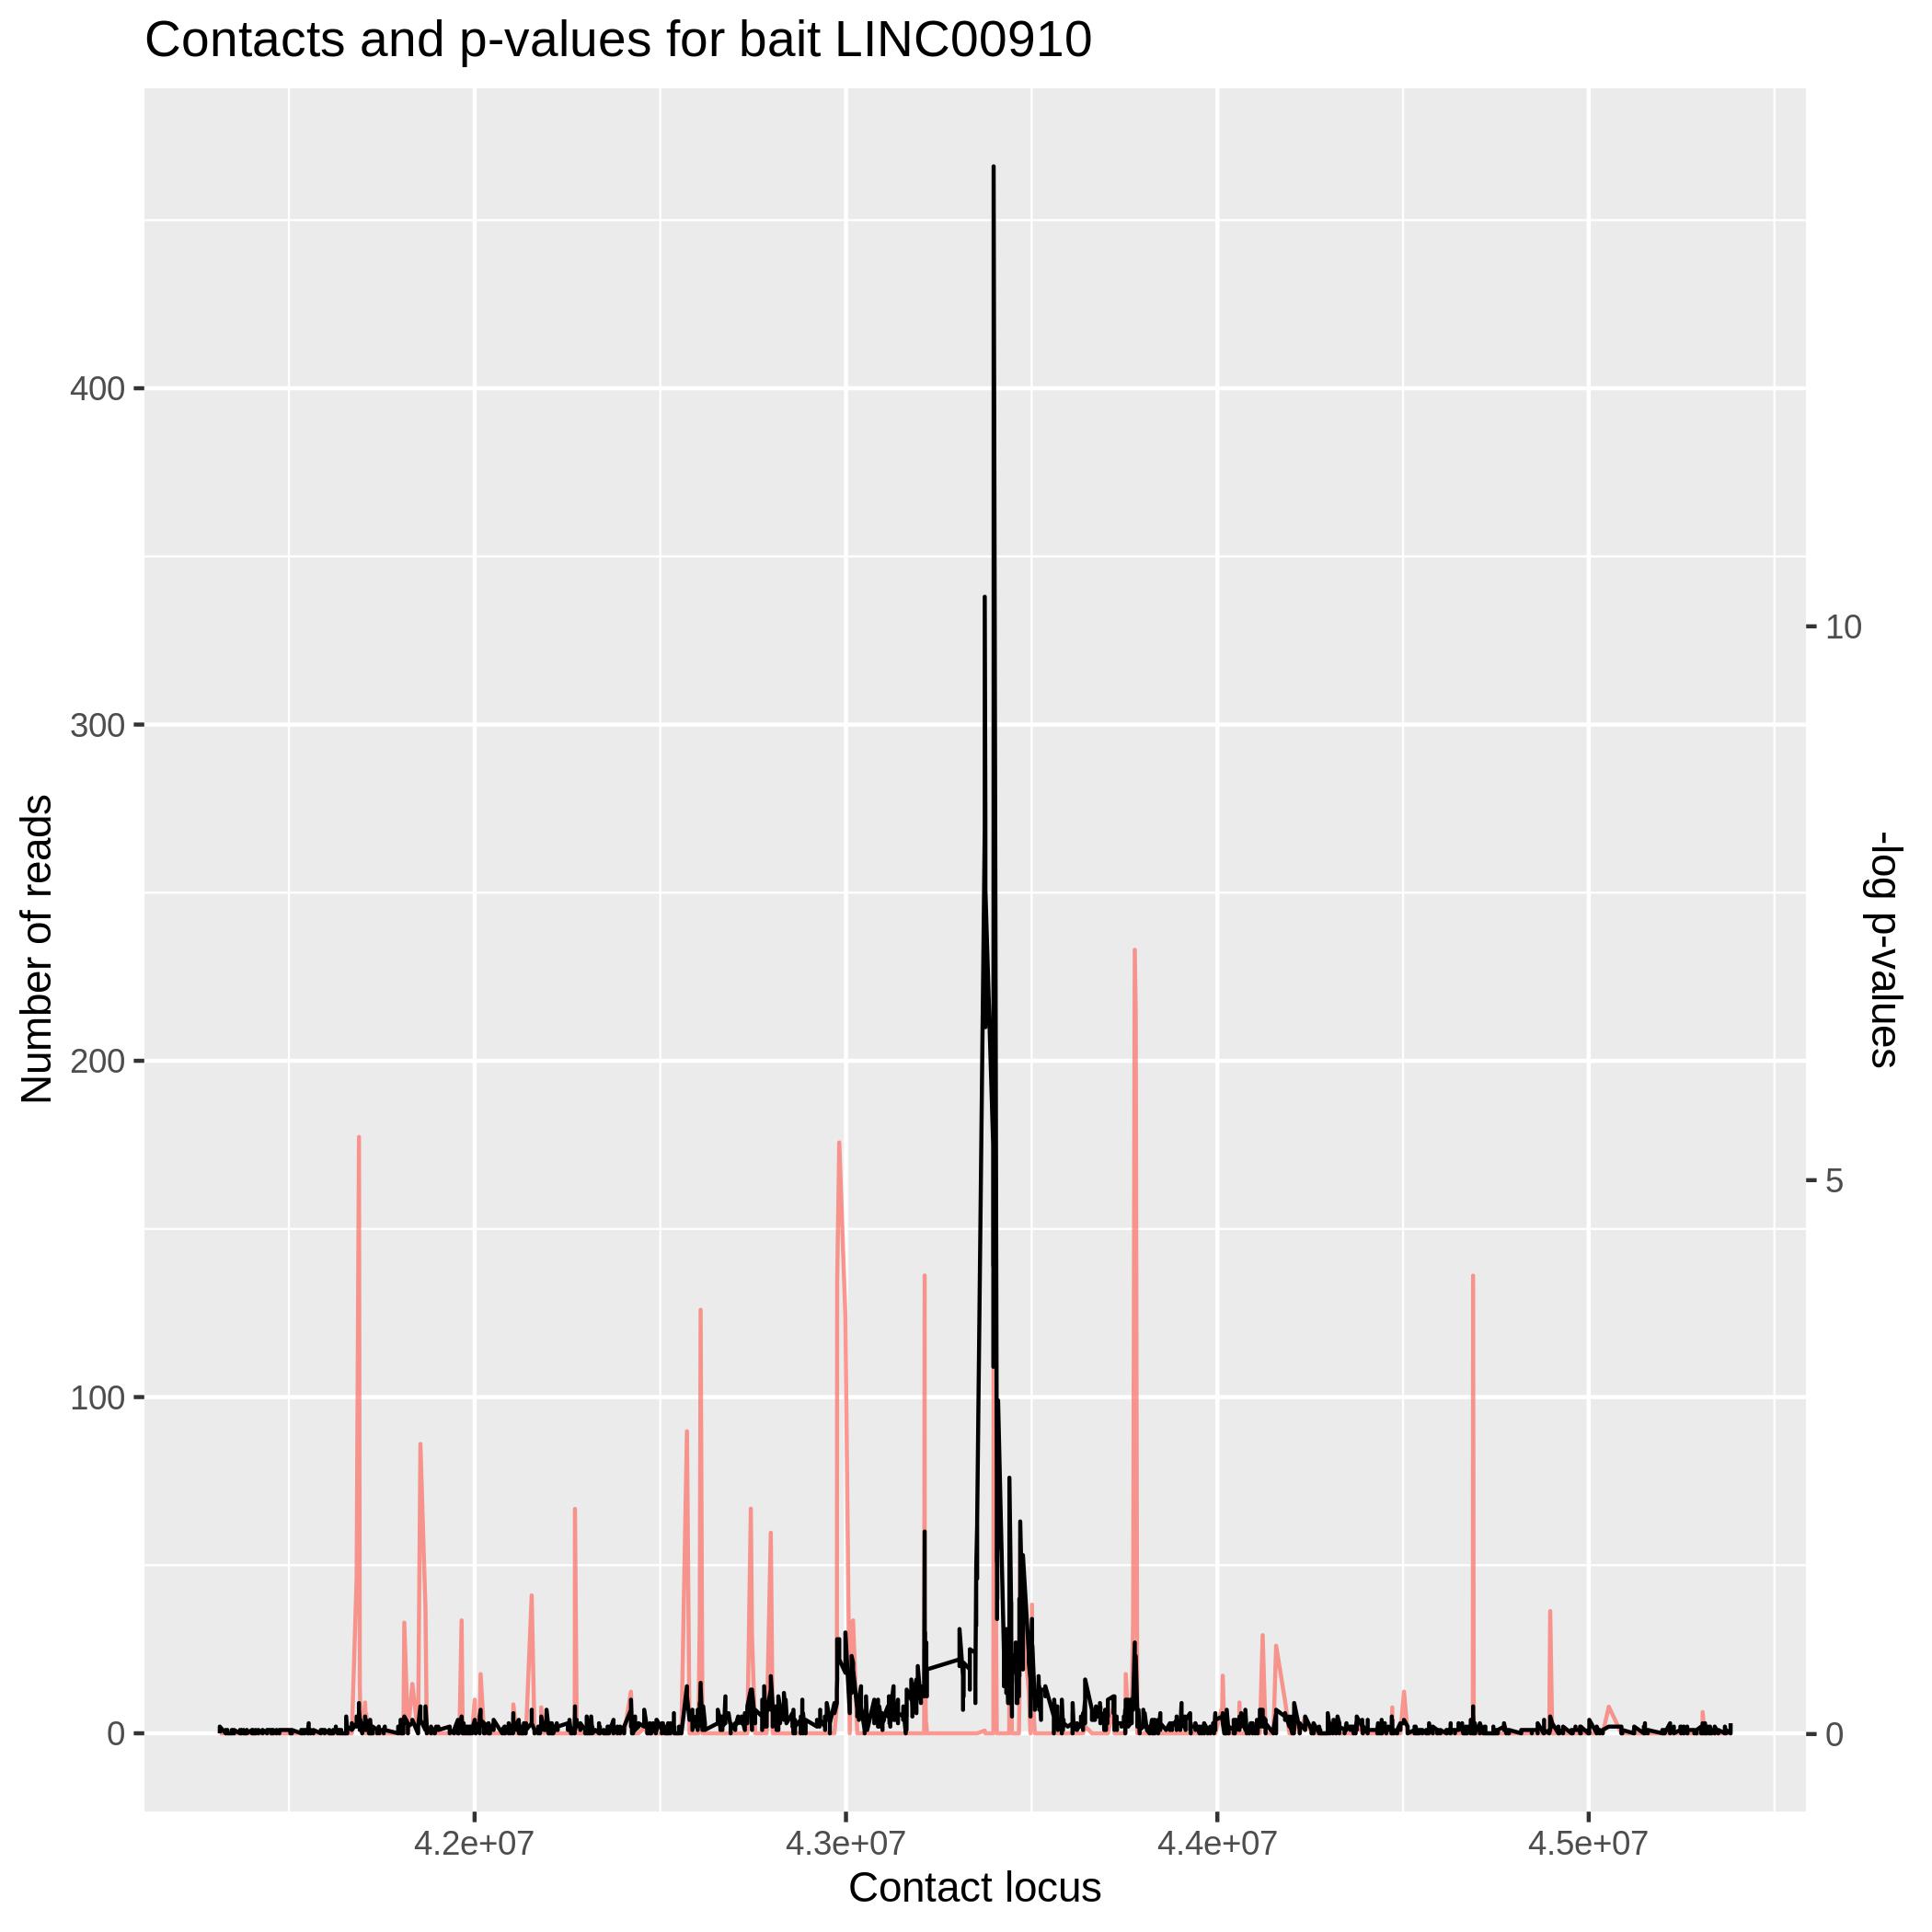 Contacts and p-values for bait LINC00910
Number of reads
400
300
200
100
0
10
5
0
-log p-values
4.2e+07
4.3e+07
4.4e+07
4.5e+07
Contact locus